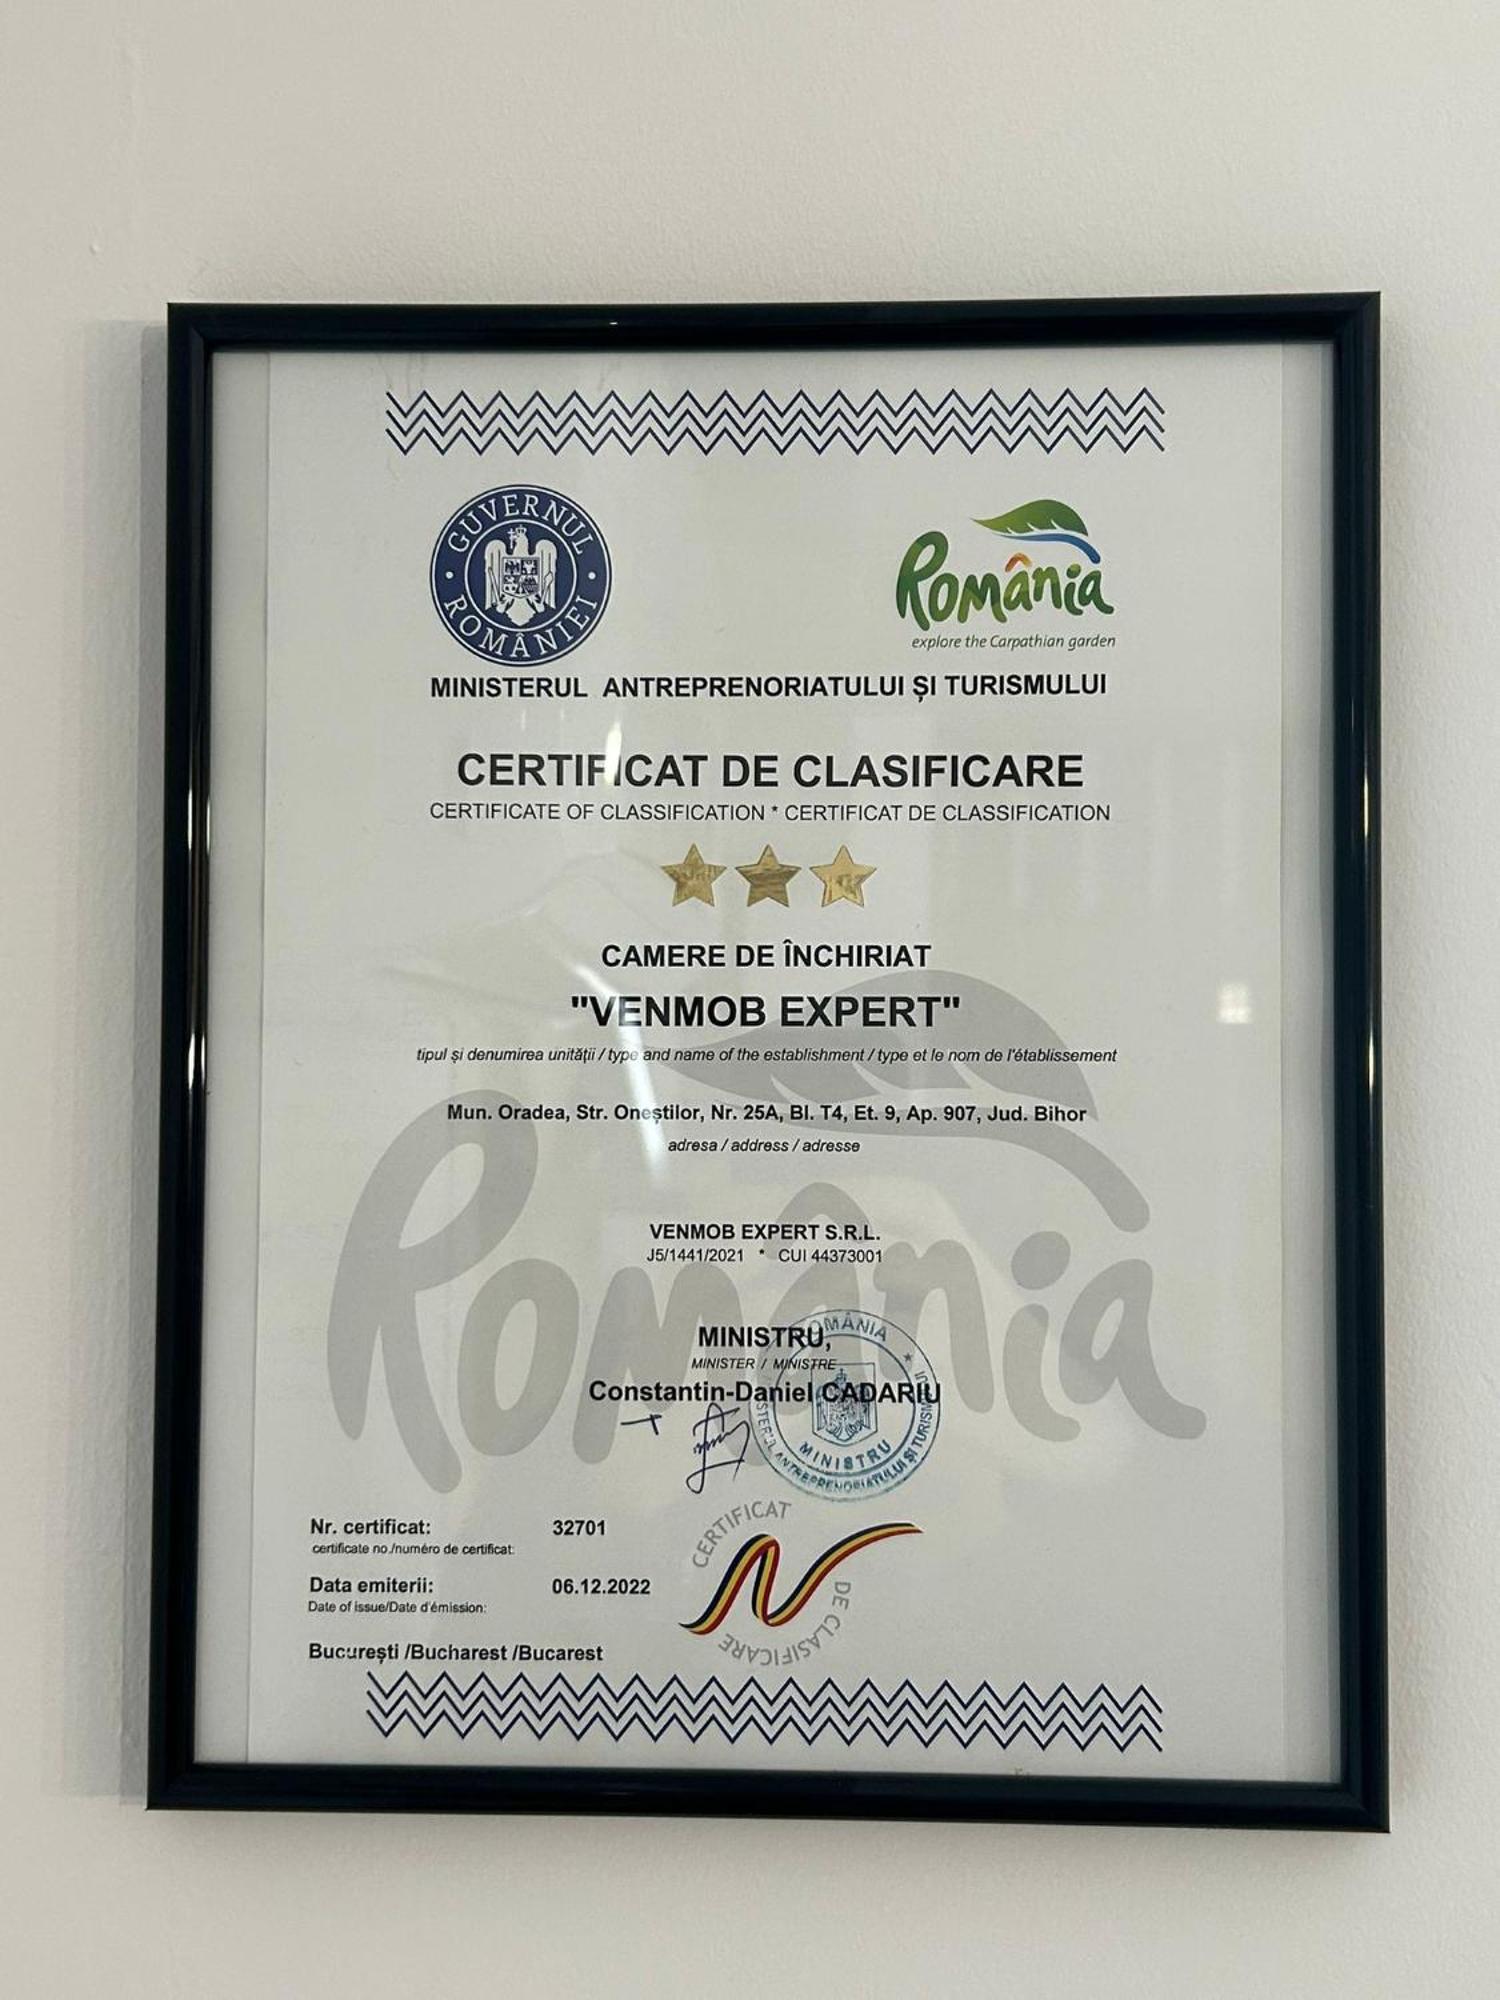 GUVERNUL ROMÂNIEI
România
explore the Carpathian garden
MINISTERUL ANTREPRENORIATULUI ȘI TURISMULUI
CERTIFICAT DE CLASIFICARE
CERTIFICATE OF CLASSIFICATION * CERTIFICAT DE CLASSIFICATION
CAMERE DE ÎNCHIRIAT
"VENMOB EXPERT"
tipul și denumirea unității / type and name of the establishment / type et le nom de l'établissement
Mun. Oradea, Str. Oneștilor, Nr. 25A, Bl. T4, Et. 9, Ap. 907, Jud. Bihor
adresa / address / adresse
România
VENMOB EXPERT S.R.L.
J5/1441/2021 * CUI 44373001
MINISTRU,
MINISTER / MINISTRE
Constantin-Daniel CADARIU
ROMÂNIA
MINISTRU
ANTREPRENORIATULUI ȘI TURISMULUI
CERTIFICAT DE CLASIFICARE
Nr. certificat: 32701
certificate no./numéro de certificat:
Data emiterii: 06.12.2022
Date of issue/Date d'émission:
București /Bucharest /Bucarest